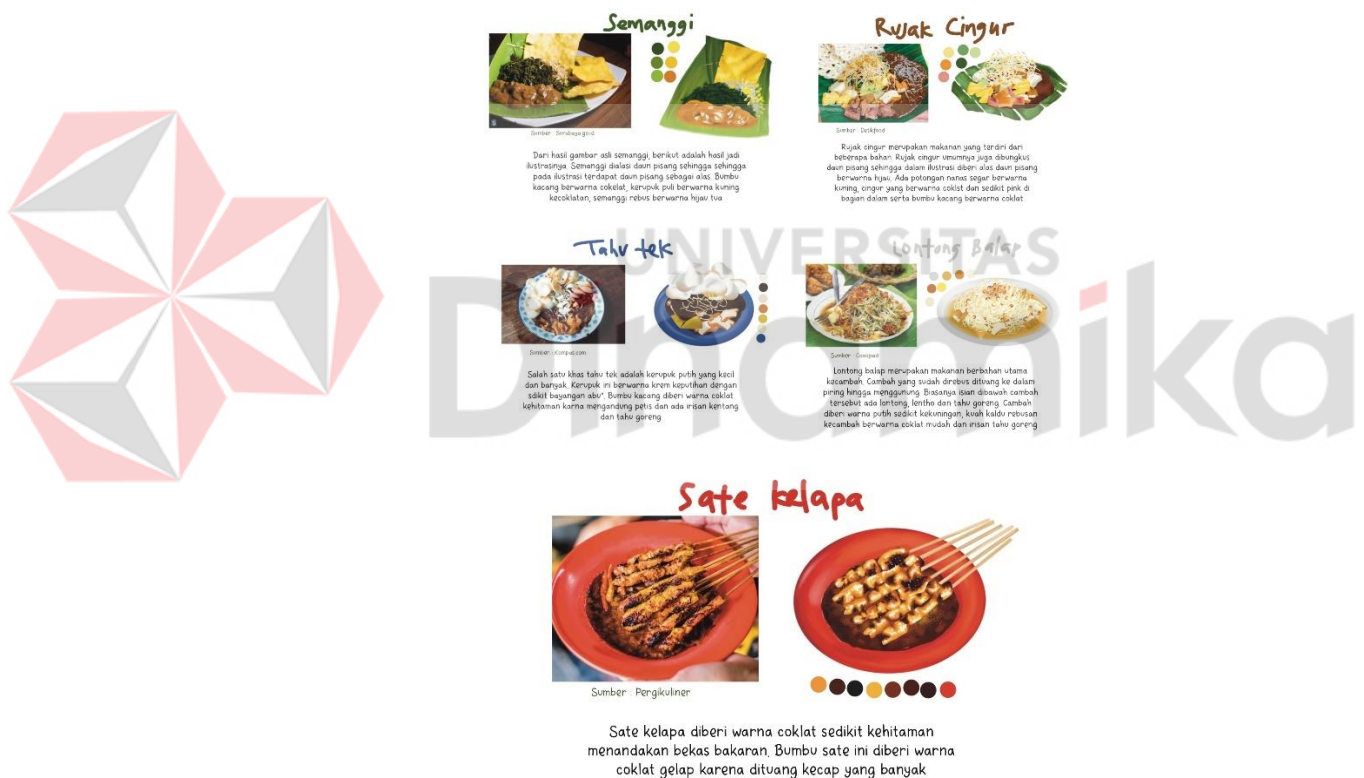 Semanggi
Sumber : Surabaya gold
Dari hasil gambar asli semanggi, berikut adalah hasil jadi
ilustrasinya. Semanggi dialasi daun pisang sehingga sehingga
pada ilustrasi terdapat daun pisang sebagai alas. Bumbu
kacang berwarna cokelat, kerupuk puli berwarna kuning
kecoklatan, semanggi rebus berwarna hijau tua
Rujak Cingur
Sumber : Detikfood
Rujak cingur merupakan makanan yang terdiri dari
beberapa bahan. Rujak cingur umumnya juga dibungkus
daun pisang sehingga dalam ilustrasi diberi alas daun pisang
berwarna hijau. Ada potongan nanas segar berwarna
kuning, cingur yang berwarna coklat dan sedikit pink di
bagian dalam serta bumbu kacang berwarna coklat
UNIVERSITAS
Dinamika
Tahu tek
Sumber : Kompas.com
Salah satu khas tahu tek adalah kerupuk putih yang kecil
dan banyak. Kerupuk ini berwarna krem keputihan dengan
sdikit bayangan abu". Bumbu kacang diberi warna coklat
kehitaman karna mengandung petis dan ada irisan kentang
dan tahu goreng
Lontong Balap
Sumber : Cookpad
Lontong balap merupakan makanan berbahan utama
kecambah. Cambah yang sudah direbus dituang ke dalam
piring hingga menggunung. Biasanya isian dibawah cambah
tersebut ada lontong, lentho dan tahu goreng. Cambah
diberi warna putih sedikit kekuningan, kuah kaldu rebusan
kecambah berwarna coklat mudah dan irisan tahu goreng
Sate kelapa
Sumber : Pergikuliner
Sate kelapa diberi warna coklat sedikit kehitaman
menandakan bekas bakaran. Bumbu sate ini diberi warna
coklat gelap karena dituang kecap yang banyak